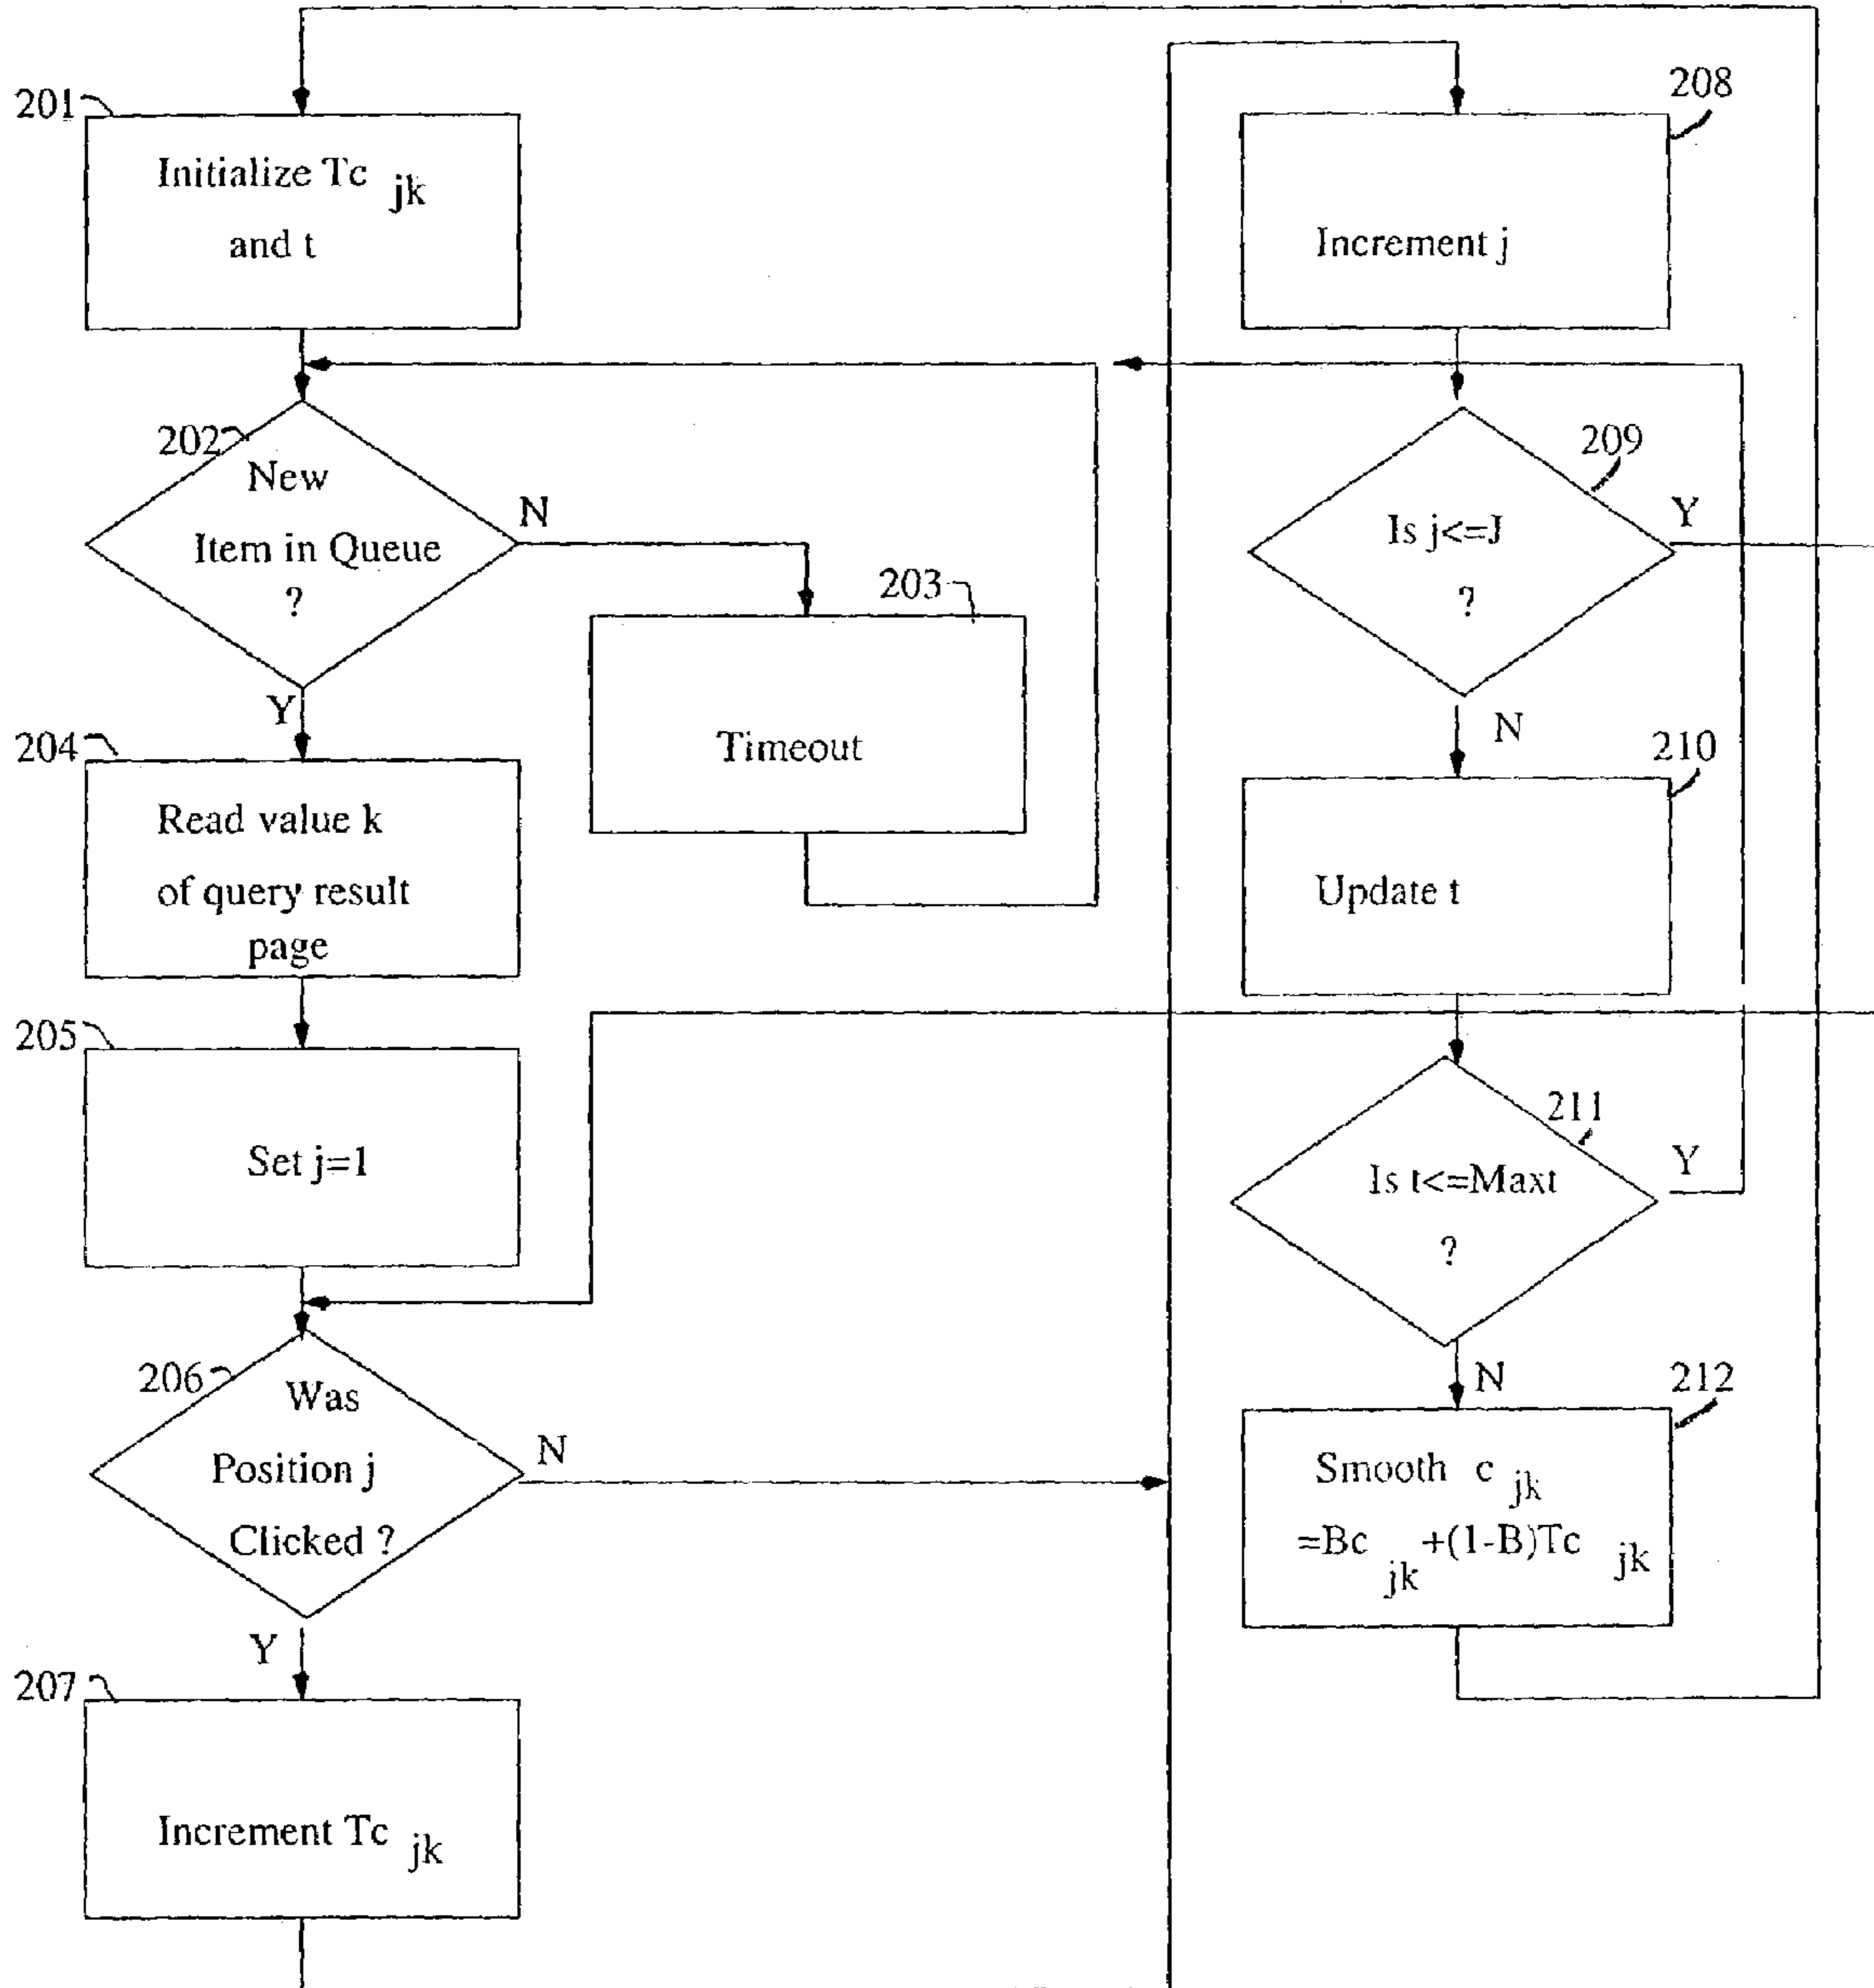 201
Initialize Tc jk
and t
202
New
Item in Queue
?
N
Y
203
Timeout
204
Read value k
of query result
page
205
Set j=1
206
Was
Position j
Clicked ?
N
Y
207
Increment Tc jk
208
Increment j
209
Is j<=J
?
Y
N
210
Update t
211
Is t<=Maxt
?
Y
N
212
Smooth c jk
=Bc jk +(1-B)Tc jk